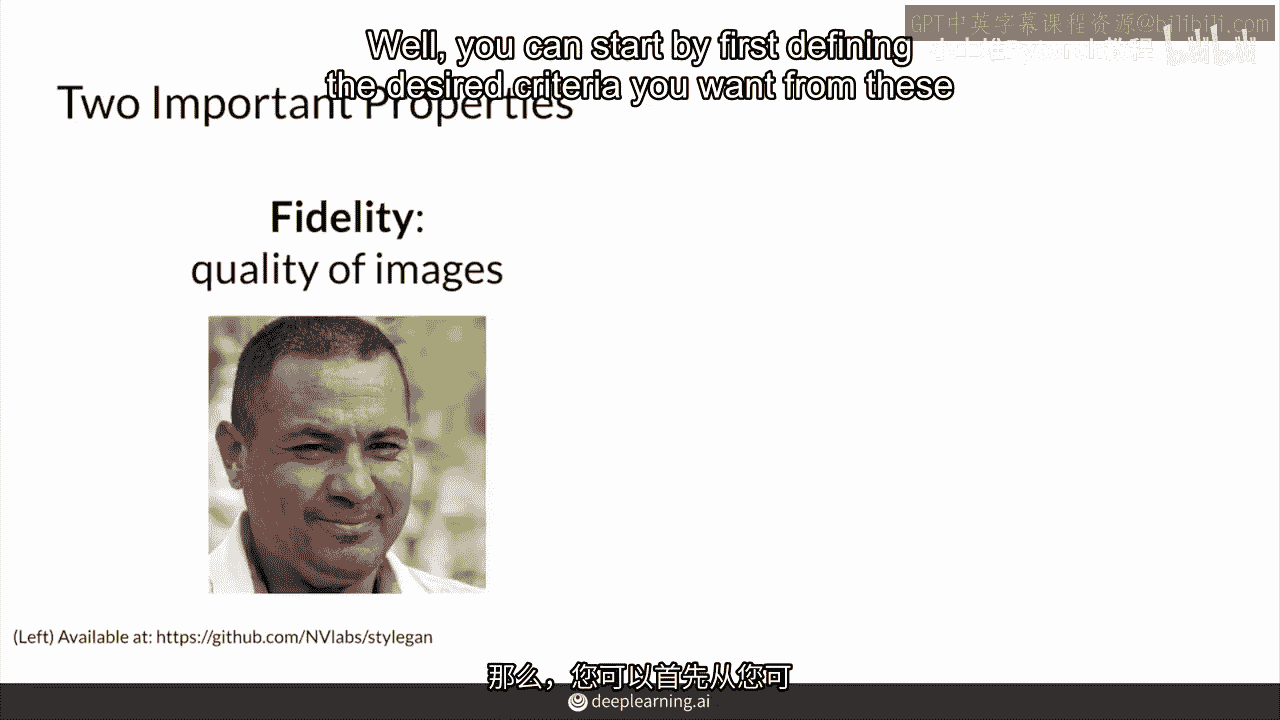 GPT中英字幕课程资源@bilibili.com
Well, you can start by first defining
the desired criteria you want from these
Two Important Properties
Fidelity:
quality of images
(Left) Available at: https://github.com/NVlabs/stylegan
那么，您可以首先从您可
deeplearning.ai